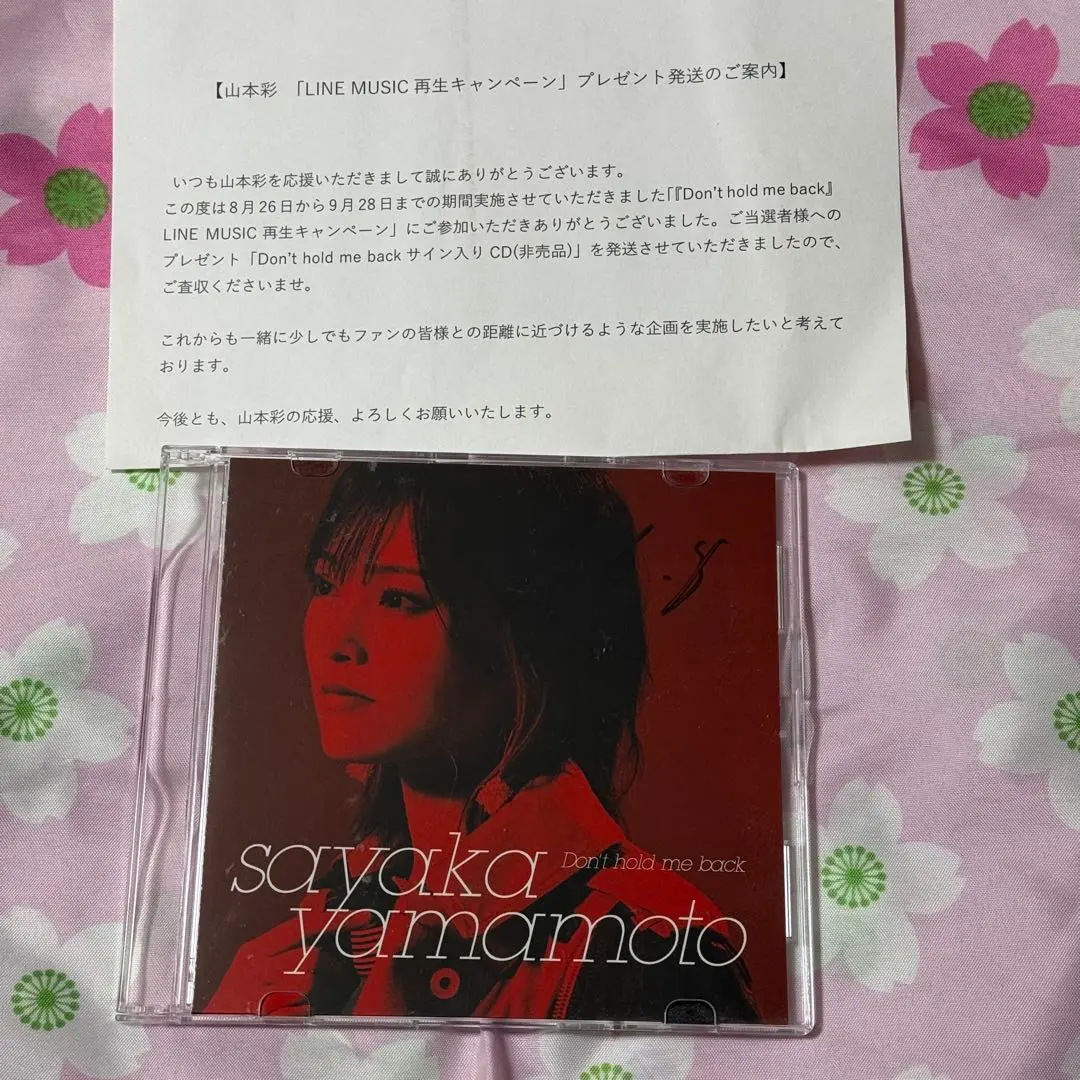 【山本彩 「LINE MUSIC 再生キャンペーン」プレゼント発送のご案内】
いつも山本彩を応援いただきまして誠にありがとうございます。
この度は8月26日から9月28日までの期間実施させていただきました「『Don't hold me back』
LINE MUSIC 再生キャンペーン」にご参加いただきありがとうございました。ご当選者様への
プレゼント「Don't hold me back サイン入り CD(非売品)」を発送させていただきましたので、
ご査収くださいませ。
これからも一緒に少しでもファンの皆様との距離に近づけるような企画を実施したいと考えて
おります。
今後とも、山本彩の応援、よろしくお願いいたします。
sayaka
Don't hold me back
yamamoto